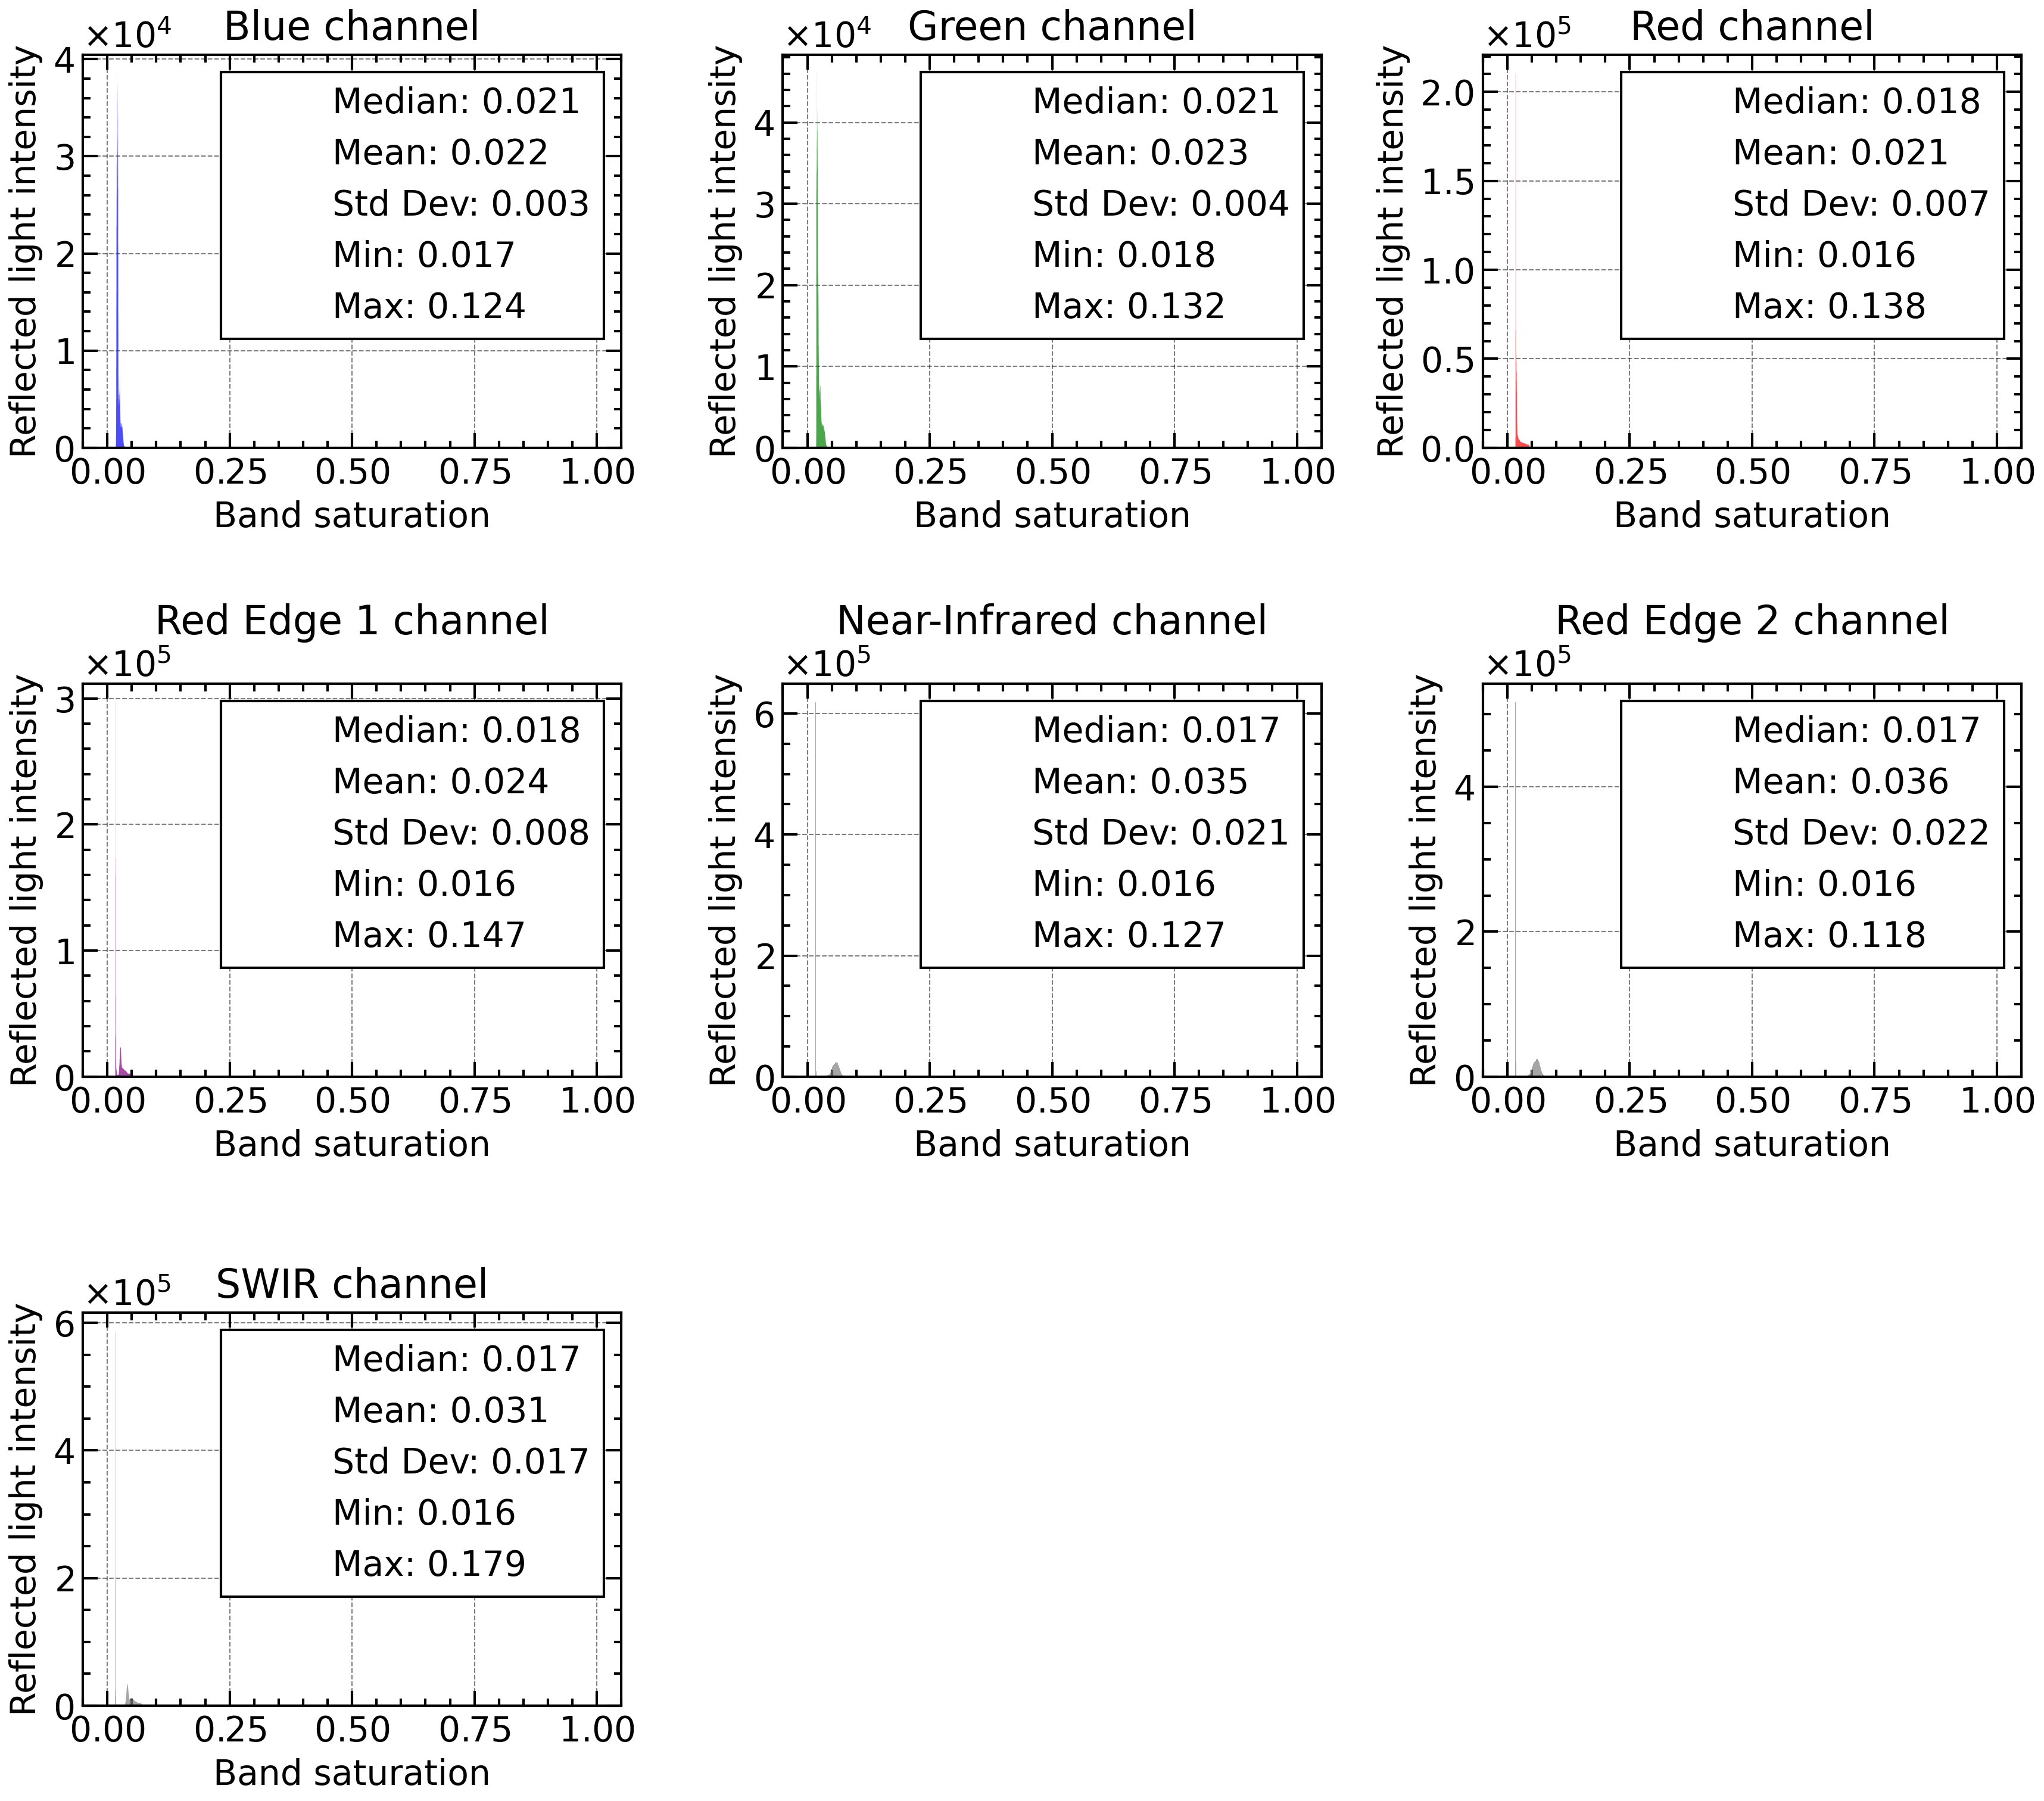 Blue channel
×10⁴
Reflected light intensity
4
3
2
1
0
Median: 0.021
Mean: 0.022
Std Dev: 0.003
Min: 0.017
Max: 0.124
0.00 0.25 0.50 0.75 1.00
Band saturation
Green channel
×10⁴
Reflected light intensity
4
3
2
1
0
Median: 0.021
Mean: 0.023
Std Dev: 0.004
Min: 0.018
Max: 0.132
0.00 0.25 0.50 0.75 1.00
Band saturation
Red channel
×10⁵
Reflected light intensity
2.0
1.5
1.0
0.5
0.0
Median: 0.018
Mean: 0.021
Std Dev: 0.007
Min: 0.016
Max: 0.138
0.00 0.25 0.50 0.75 1.00
Band saturation
Red Edge 1 channel
×10⁵
Reflected light intensity
3
2
1
0
Median: 0.018
Mean: 0.024
Std Dev: 0.008
Min: 0.016
Max: 0.147
0.00 0.25 0.50 0.75 1.00
Band saturation
Near-Infrared channel
×10⁵
Reflected light intensity
6
4
2
0
Median: 0.017
Mean: 0.035
Std Dev: 0.021
Min: 0.016
Max: 0.127
0.00 0.25 0.50 0.75 1.00
Band saturation
Red Edge 2 channel
×10⁵
Reflected light intensity
4
2
0
Median: 0.017
Mean: 0.036
Std Dev: 0.022
Min: 0.016
Max: 0.118
0.00 0.25 0.50 0.75 1.00
Band saturation
SWIR channel
×10⁵
Reflected light intensity
6
4
2
0
Median: 0.017
Mean: 0.031
Std Dev: 0.017
Min: 0.016
Max: 0.179
0.00 0.25 0.50 0.75 1.00
Band saturation